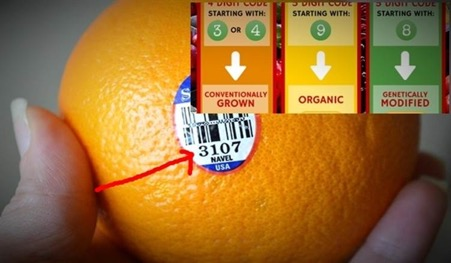 4 DIGIT CODE
STARTING WITH:
3 OR 4
CONVENTIONALLY
GROWN
5 DIGIT CODE
STARTING WITH:
9
ORGANIC
5 DIGIT CODE
STARTING WITH:
8
GENETICALLY
MODIFIED
3107
NAVEL
USA